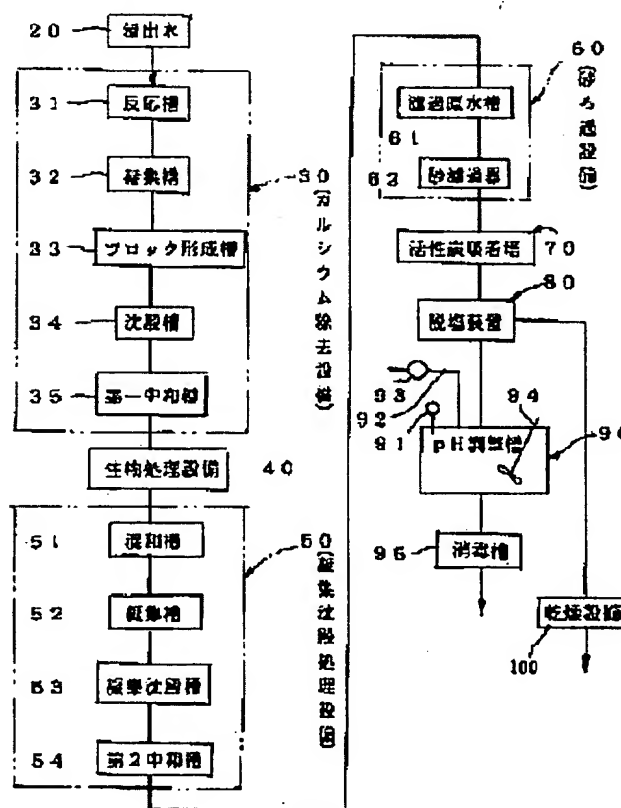 20 浸出水
31 反応槽
32 凝集槽
33 フロック形成槽
34 沈殿槽
35 第一中和槽
30(カルシウム除去設備)
生物処理設備 40
51 混和槽
52 凝集槽
53 凝集沈殿槽
54 第2中和槽
50(凝集沈殿処理設備)
60(砂ろ過設備)
濾過原水槽
61
62 砂濾過器
活性炭吸着塔 70
脱塩装置 80
93
92
91
94
pH調整槽 90
95 消毒槽
乾燥設備
100